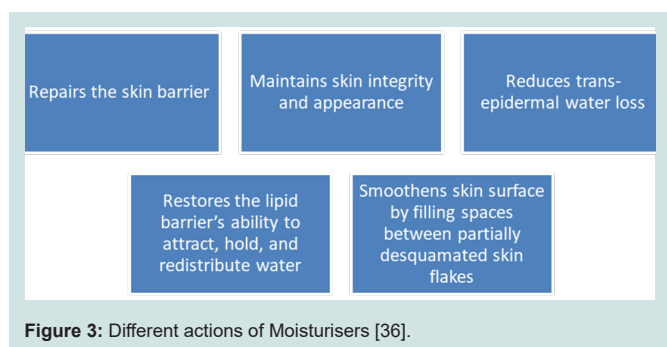 Repairs the skin barrier
Maintains skin integrity
and appearance
Reduces trans-
epidermal water loss
Restores the lipid
barrier's ability to
attract, hold, and
redistribute water
Smoothens skin surface
by filling spaces
between partially
desquamated skin
flakes
Figure 3: Different actions of Moisturisers [36].